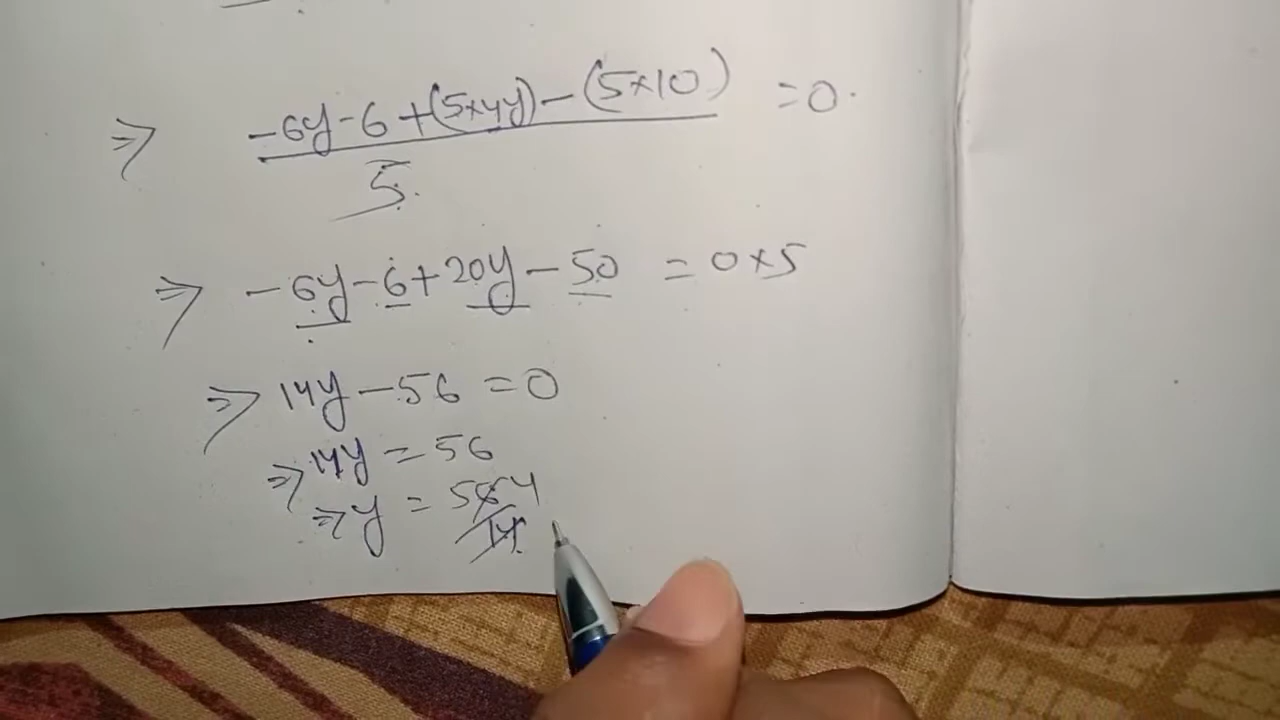 ⇒ -6y-6+(5×4y)-(5×10) =0.
5
⇒ -6y-6+20y-50 =0×5
⇒ 14y-56 =0
⇒ 14y = 56
⇒ y = 56 4
14